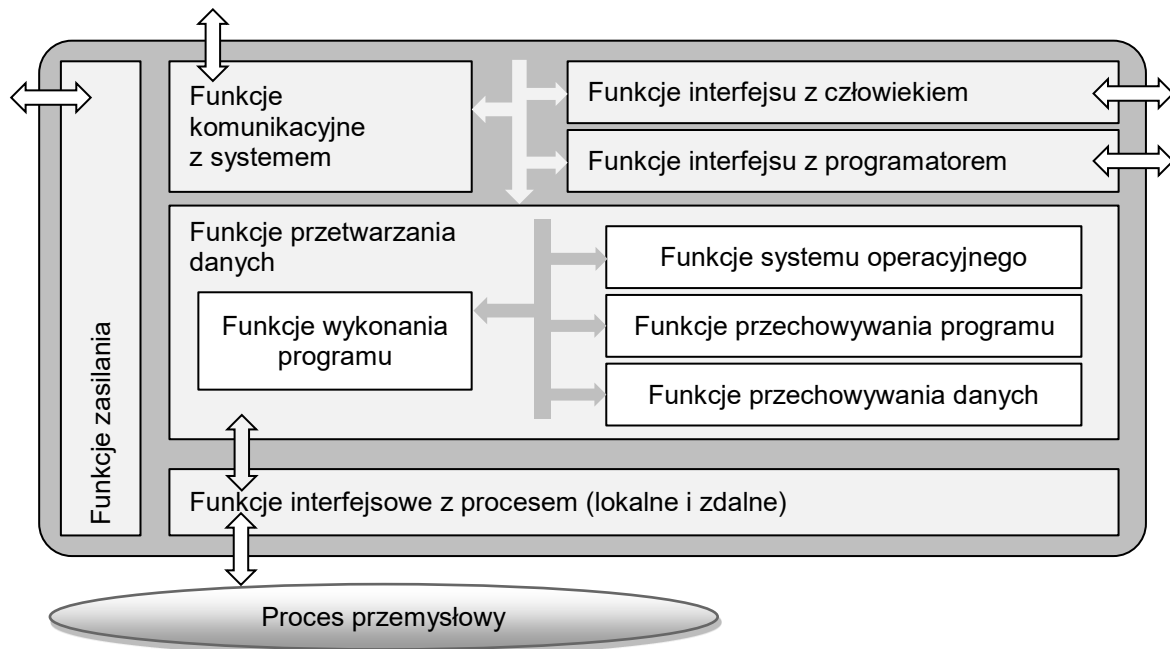 Funkcje zasilania
Funkcje
komunikacyjne
z systemem
Funkcje interfejsu z człowiekiem
Funkcje interfejsu z programatorem
Funkcje przetwarzania
danych
Funkcje wykonania
programu
Funkcje systemu operacyjnego
Funkcje przechowywania programu
Funkcje przechowywania danych
Funkcje interfejsowe z procesem (lokalne i zdalne)
Proces przemysłowy